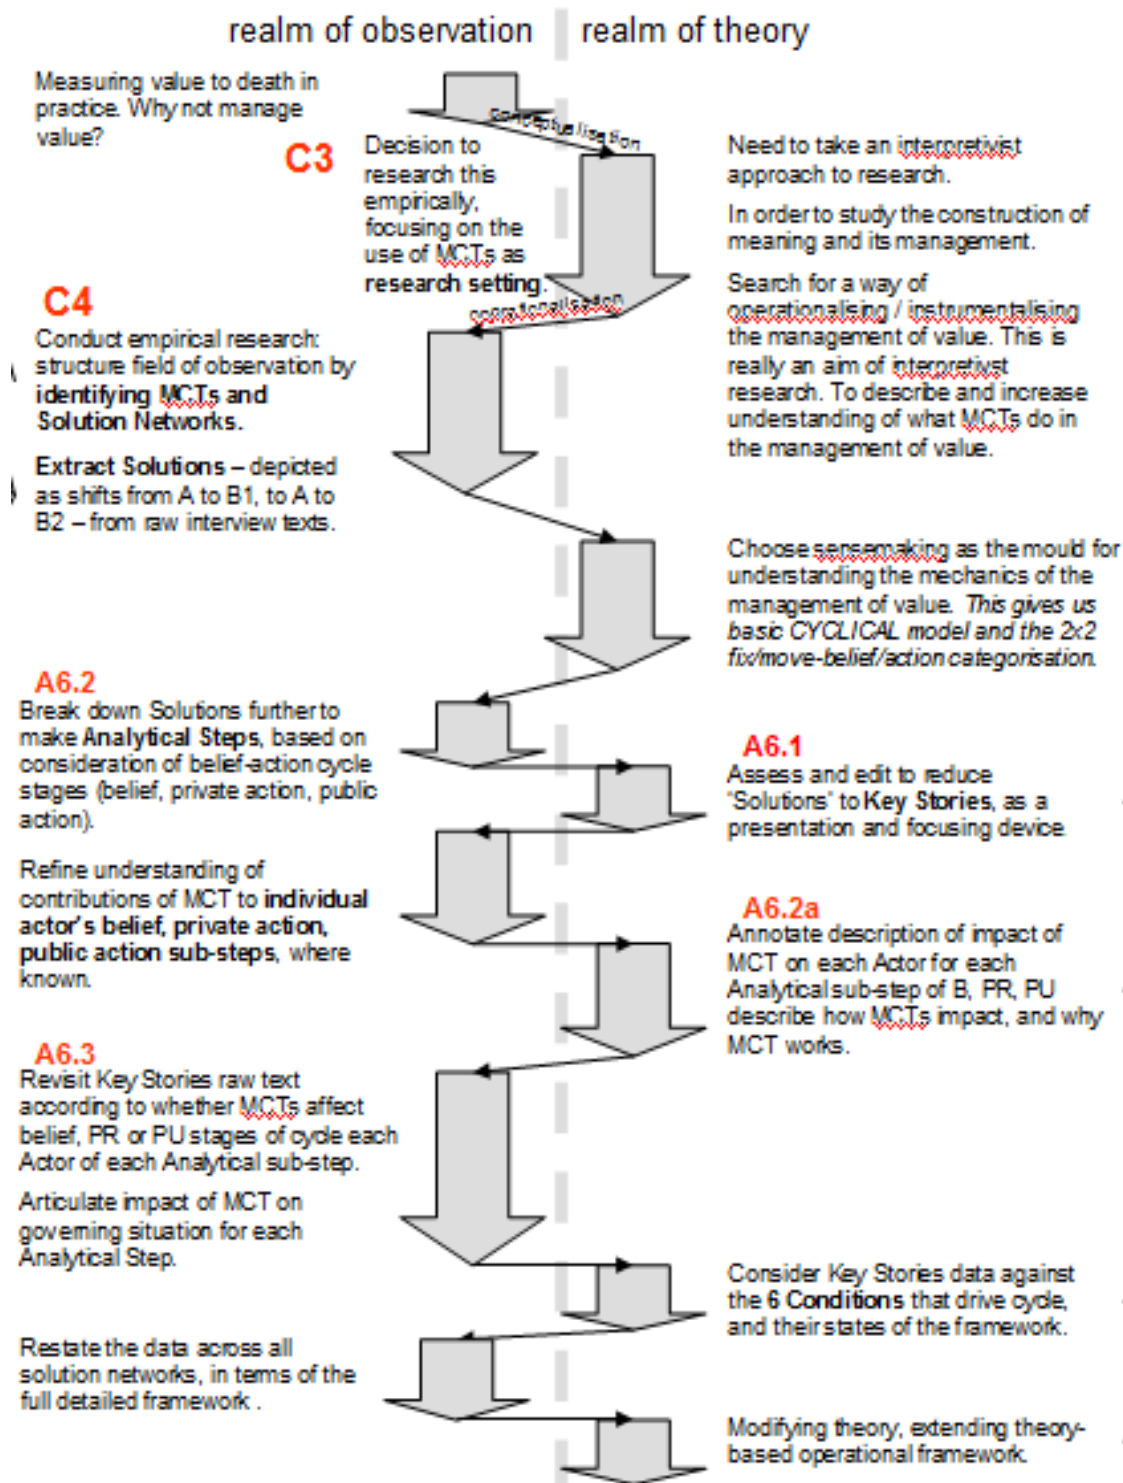 realm of observation
realm of theory
Measuring value to death in
practice. Why not manage
value?
conceptualisation
C3
Decision to
research this
empirically,
focusing on the
use of MCTs as
research setting.
Need to take an interpretivist
approach to research.
In order to study the construction of
meaning and its management.
Search for a way of
operationalising / instrumentalising
the management of value. This is
really an aim of interpretivst
research. To describe and increase
understanding of what MCTs do in
the management of value.
operationalisation
C4
Conduct empirical research:
structure field of observation by
identifying MCTs and
Solution Networks.
Extract Solutions – depicted
as shifts from A to B1, to A to
B2 – from raw interview texts.
Choose sensemaking as the mould for
understanding the mechanics of the
management of value. This gives us
basic CYCLICAL model and the 2x2
fix/move-belief/action categorisation.
A6.2
Break down Solutions further to
make Analytical Steps, based on
consideration of belief-action cycle
stages (belief, private action, public
action).
A6.1
Assess and edit to reduce
'Solutions' to Key Stories, as a
presentation and focusing device.
Refine understanding of
contributions of MCT to individual
actor's belief, private action,
public action sub-steps, where
known.
A6.2a
Annotate description of impact of
MCT on each Actor for each
Analytical sub-step of B, PR, PU
describe how MCTs impact, and why
MCT works.
A6.3
Revisit Key Stories raw text
according to whether MCTs affect
belief, PR or PU stages of cycle each
Actor of each Analytical sub-step.
Articulate impact of MCT on
governing situation for each
Analytical Step.
Consider Key Stories data against
the 6 Conditions that drive cycle,
and their states of the framework.
Restate the data across all
solution networks, in terms of the
full detailed framework .
Modifying theory, extending theory-
based operational framework.